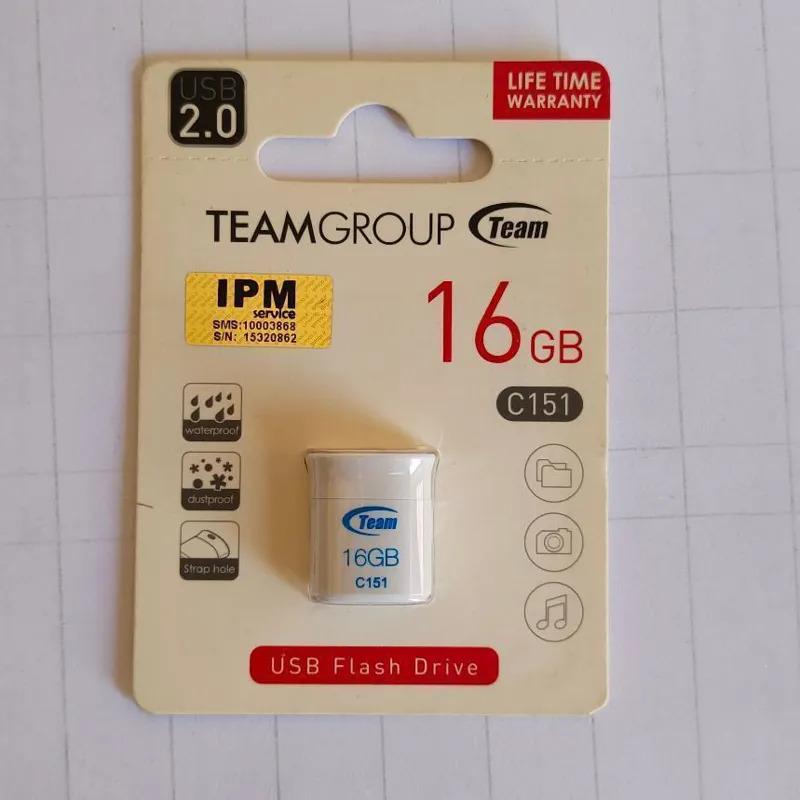 USB
2.0
LIFE TIME
WARRANTY
TEAMGROUP Team
IPM
service
SMS:10003868
S/N: 15320862
16GB
C151
waterproof
dustproof
Strap hole
Team
16GB
C151
USB Flash Drive